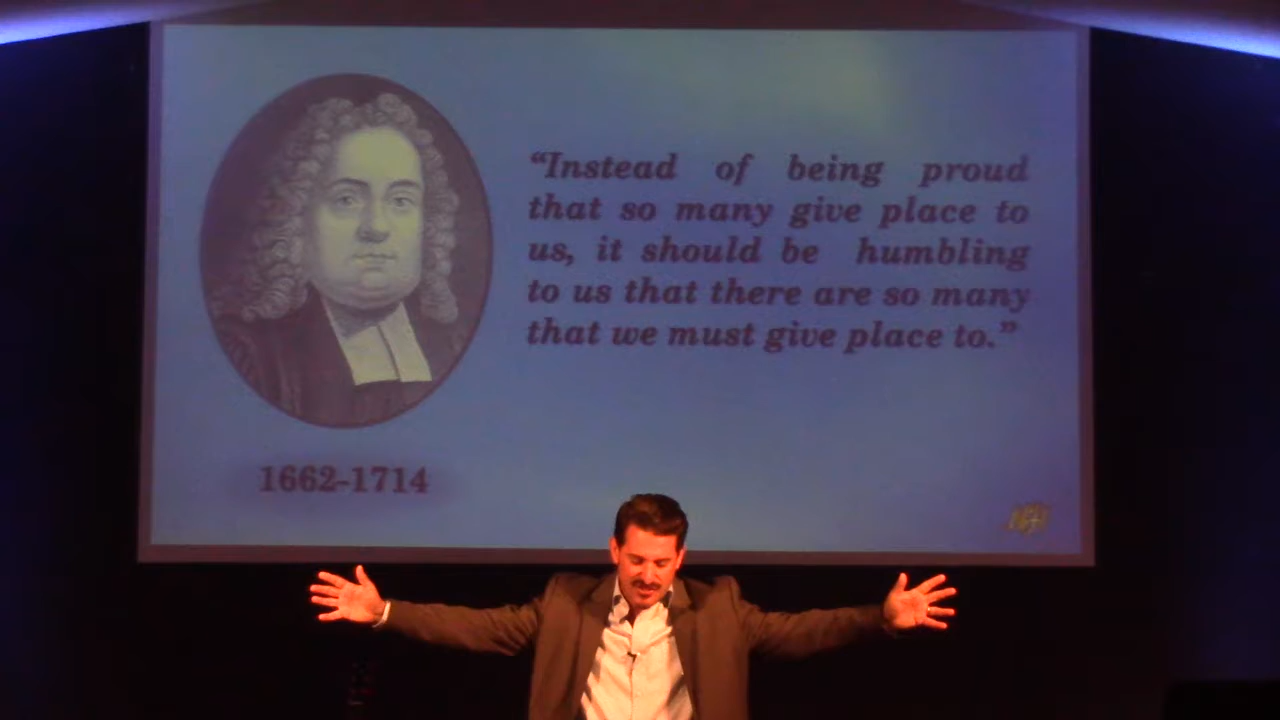 “Instead of being proud
that so many give place to
us, it should be humbling
to us that there are so many
that we must give place to.”
1662-1714